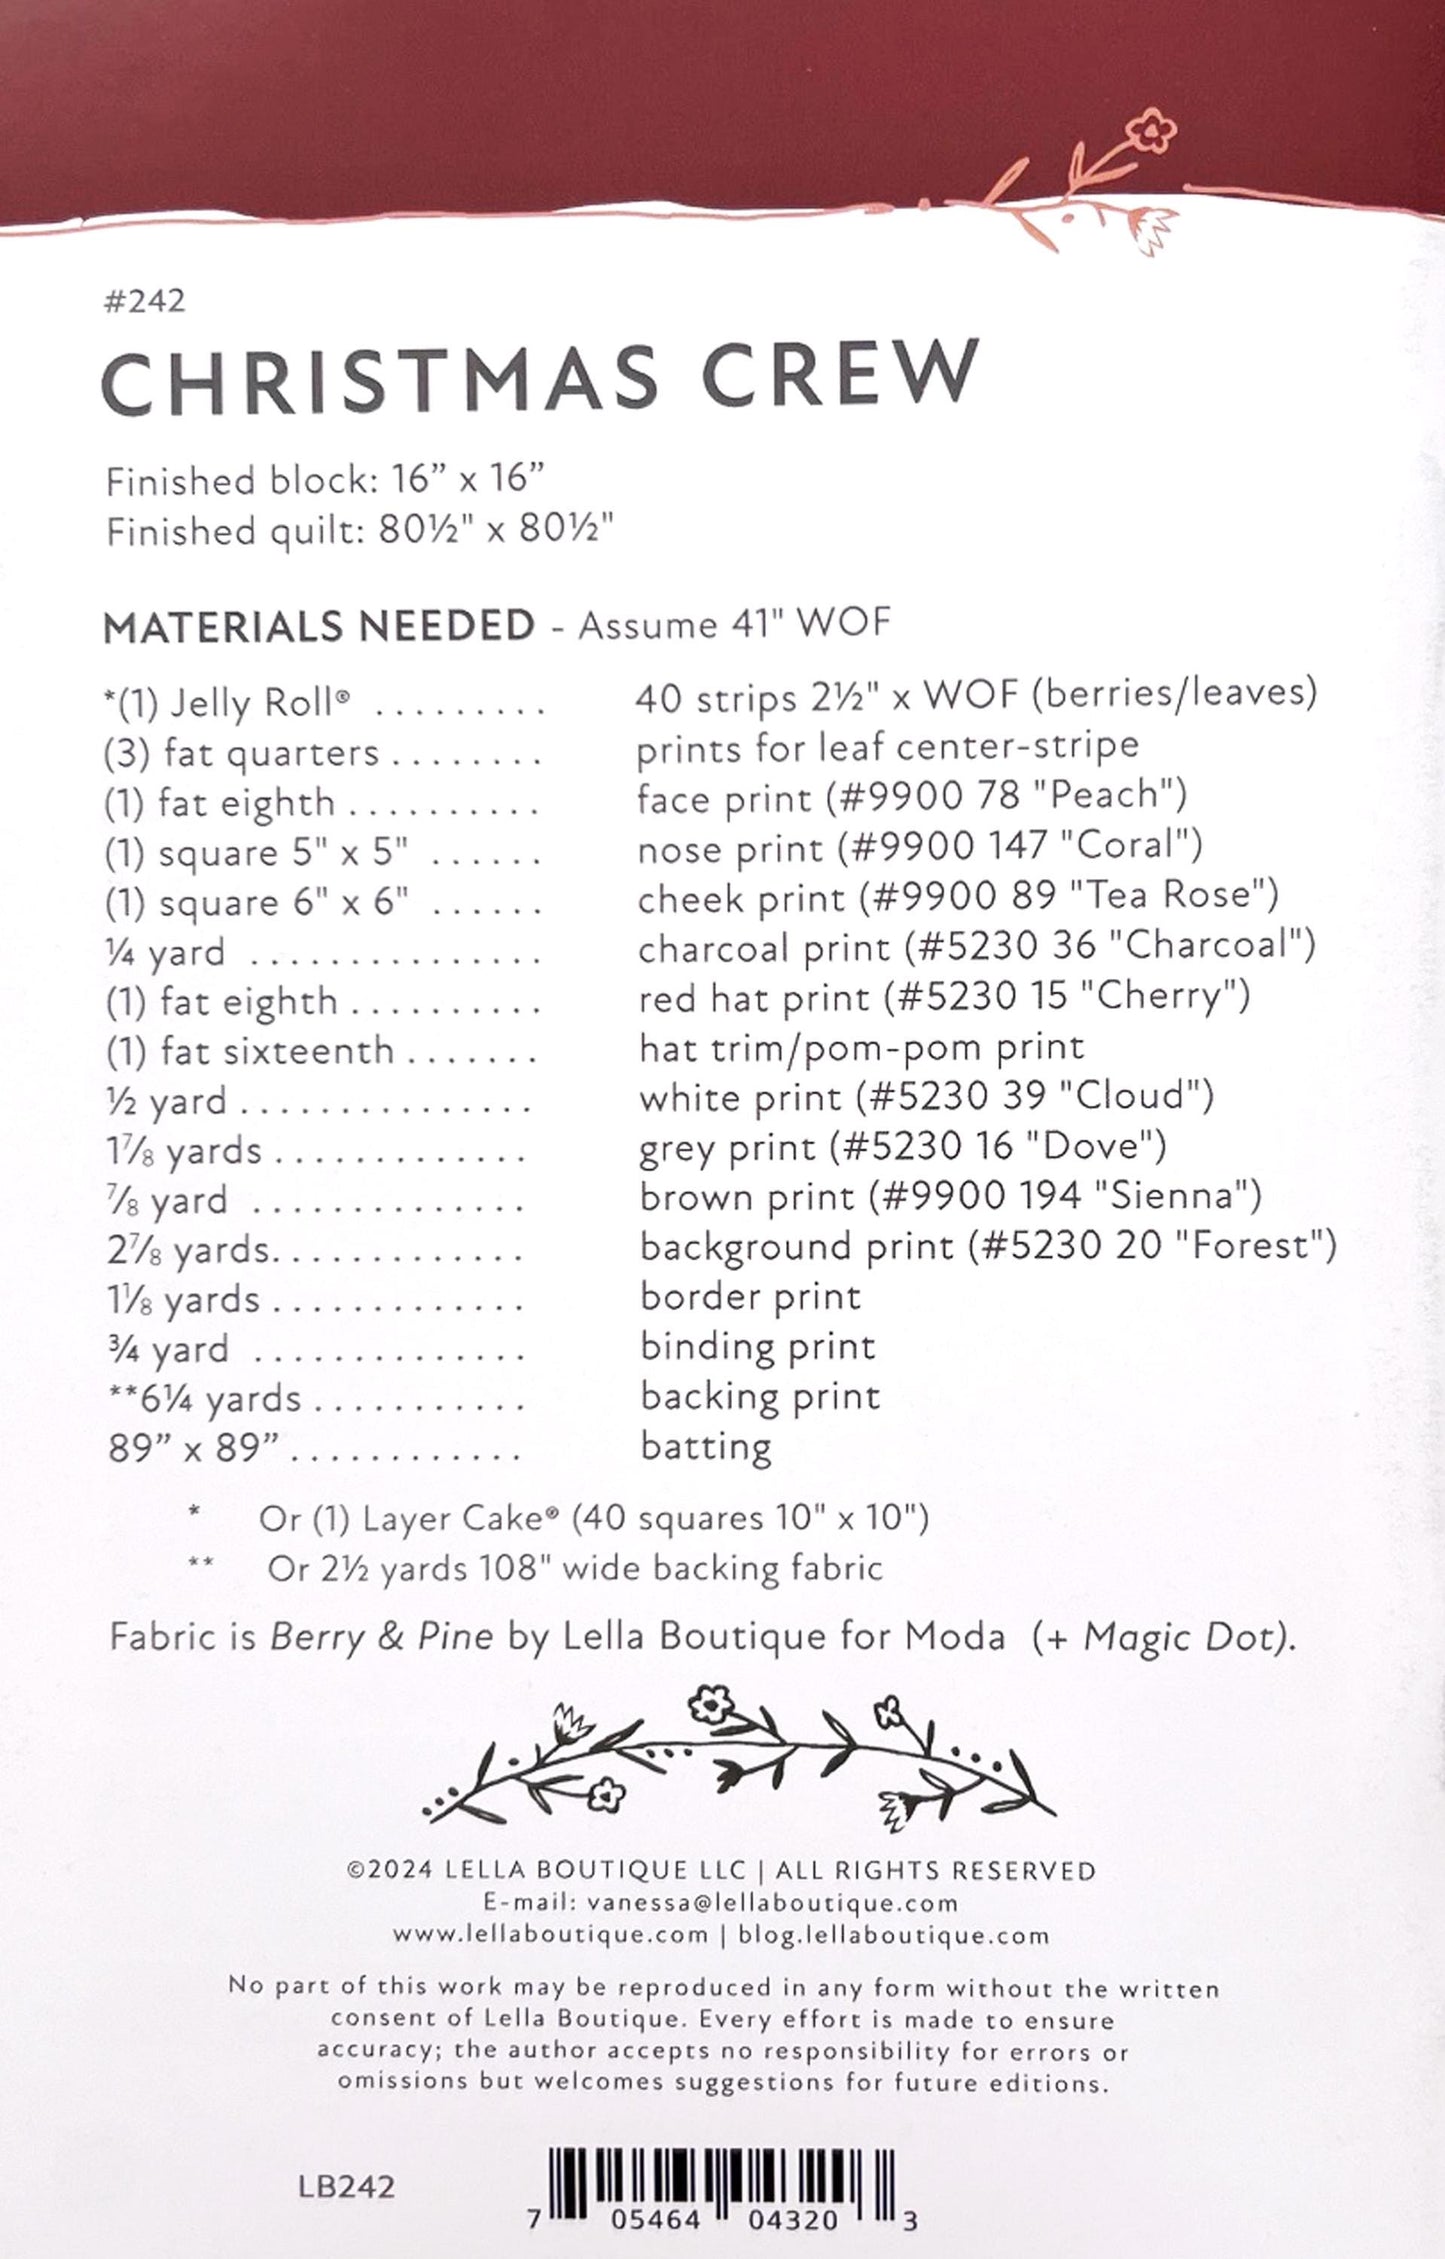 #242
CHRISTMAS CREW
Finished block: 16” x 16”
Finished quilt: 80½" x 80½"
MATERIALS NEEDED - Assume 41" WOF
*(1) Jelly Roll® ......... 40 strips 2½" x WOF (berries/leaves)
(3) fat quarters ........ prints for leaf center-stripe
(1) fat eighth .......... face print (#9900 78 "Peach")
(1) square 5" x 5" ...... nose print (#9900 147 "Coral")
(1) square 6" x 6" ...... cheek print (#9900 89 "Tea Rose")
¼ yard ............... charcoal print (#5230 36 "Charcoal")
(1) fat eighth .......... red hat print (#5230 15 "Cherry")
(1) fat sixteenth ....... hat trim/pom-pom print
½ yard ............... white print (#5230 39 "Cloud")
1⅞ yards ............. grey print (#5230 16 "Dove")
⅞ yard .............. brown print (#9900 194 "Sienna")
2⅞ yards............. background print (#5230 20 "Forest")
1⅛ yards ............. border print
¾ yard .............. binding print
**6¼ yards ........... backing print
89” x 89” ............ batting
* Or (1) Layer Cake® (40 squares 10" x 10")
** Or 2½ yards 108" wide backing fabric
Fabric is Berry & Pine by Lella Boutique for Moda (+ Magic Dot).
©2024 LELLA BOUTIQUE LLC | ALL RIGHTS RESERVED
E-mail: vanessa@lellaboutique.com
www.lellaboutique.com | blog.lellaboutique.com
No part of this work may be reproduced in any form without the written
consent of Lella Boutique. Every effort is made to ensure
accuracy; the author accepts no responsibility for errors or
omissions but welcomes suggestions for future editions.
LB242
7 05464 04320 3